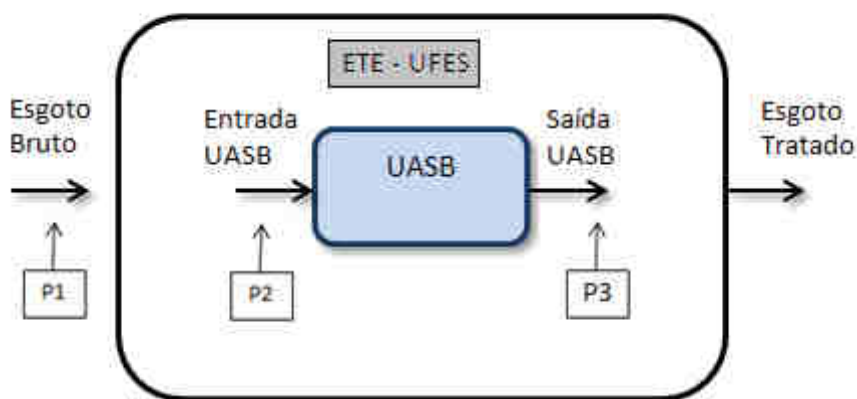 ETE - UFES
Esgoto
Bruto
Entrada
UASB
UASB
Saída
UASB
Esgoto
Tratado
P1
P2
P3